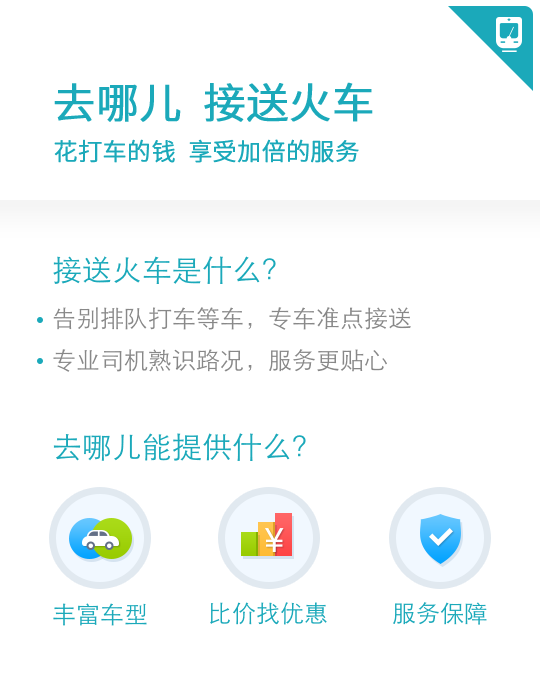 去哪儿 接送火车
花打车的钱 享受加倍的服务
接送火车是什么?
• 告别排队打车等车，专车准点接送
• 专业司机熟识路况，服务更贴心
去哪儿能提供什么?
¥
丰富车型 比价找优惠 服务保障